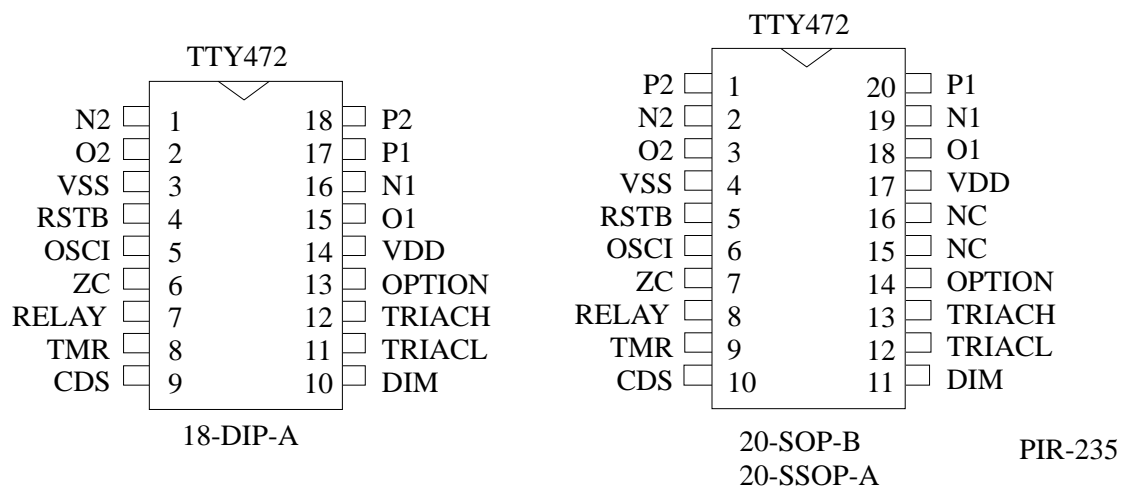 TTY472
N2 1 18 P2
O2 2 17 P1
VSS 3 16 N1
RSTB 4 15 O1
OSCI 5 14 VDD
ZC 6 13 OPTION
RELAY 7 12 TRIACH
TMR 8 11 TRIACL
CDS 9 10 DIM
18-DIP-A
TTY472
P2 1 20 P1
N2 2 19 N1
O2 3 18 O1
VSS 4 17 VDD
RSTB 5 16 NC
OSCI 6 15 NC
ZC 7 14 OPTION
RELAY 8 13 TRIACH
TMR 9 12 TRIACL
CDS 10 11 DIM
20-SOP-B
20-SSOP-A
PIR-235